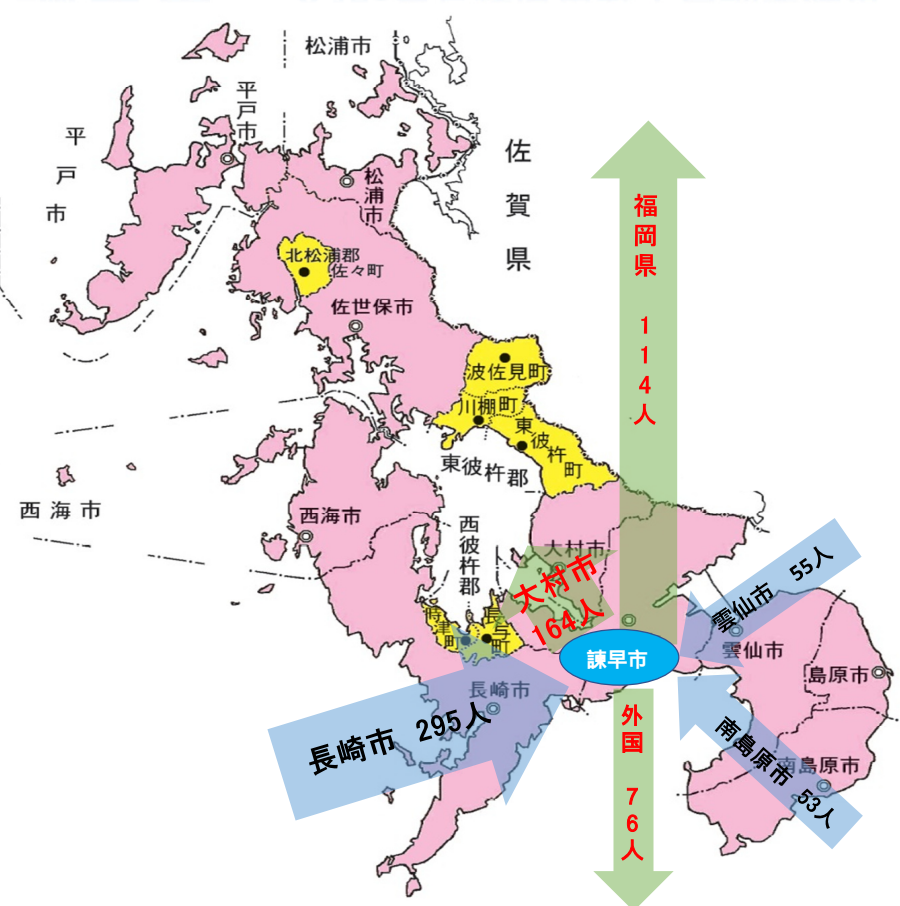 松浦市
平戸市
平戸市
佐賀県
松浦市
北松浦郡
佐々町
佐世保市
福岡県 114人
波佐見町
川棚町
東彼杵町
東彼杵郡
西海市
西海市
西彼杵郡
大村市
大村市
164人
雲仙市 55人
時津町
長与町
諫早市
雲仙市
島原市
長崎市
長崎市 295人
外国 76人
南島原市 53人
南島原市